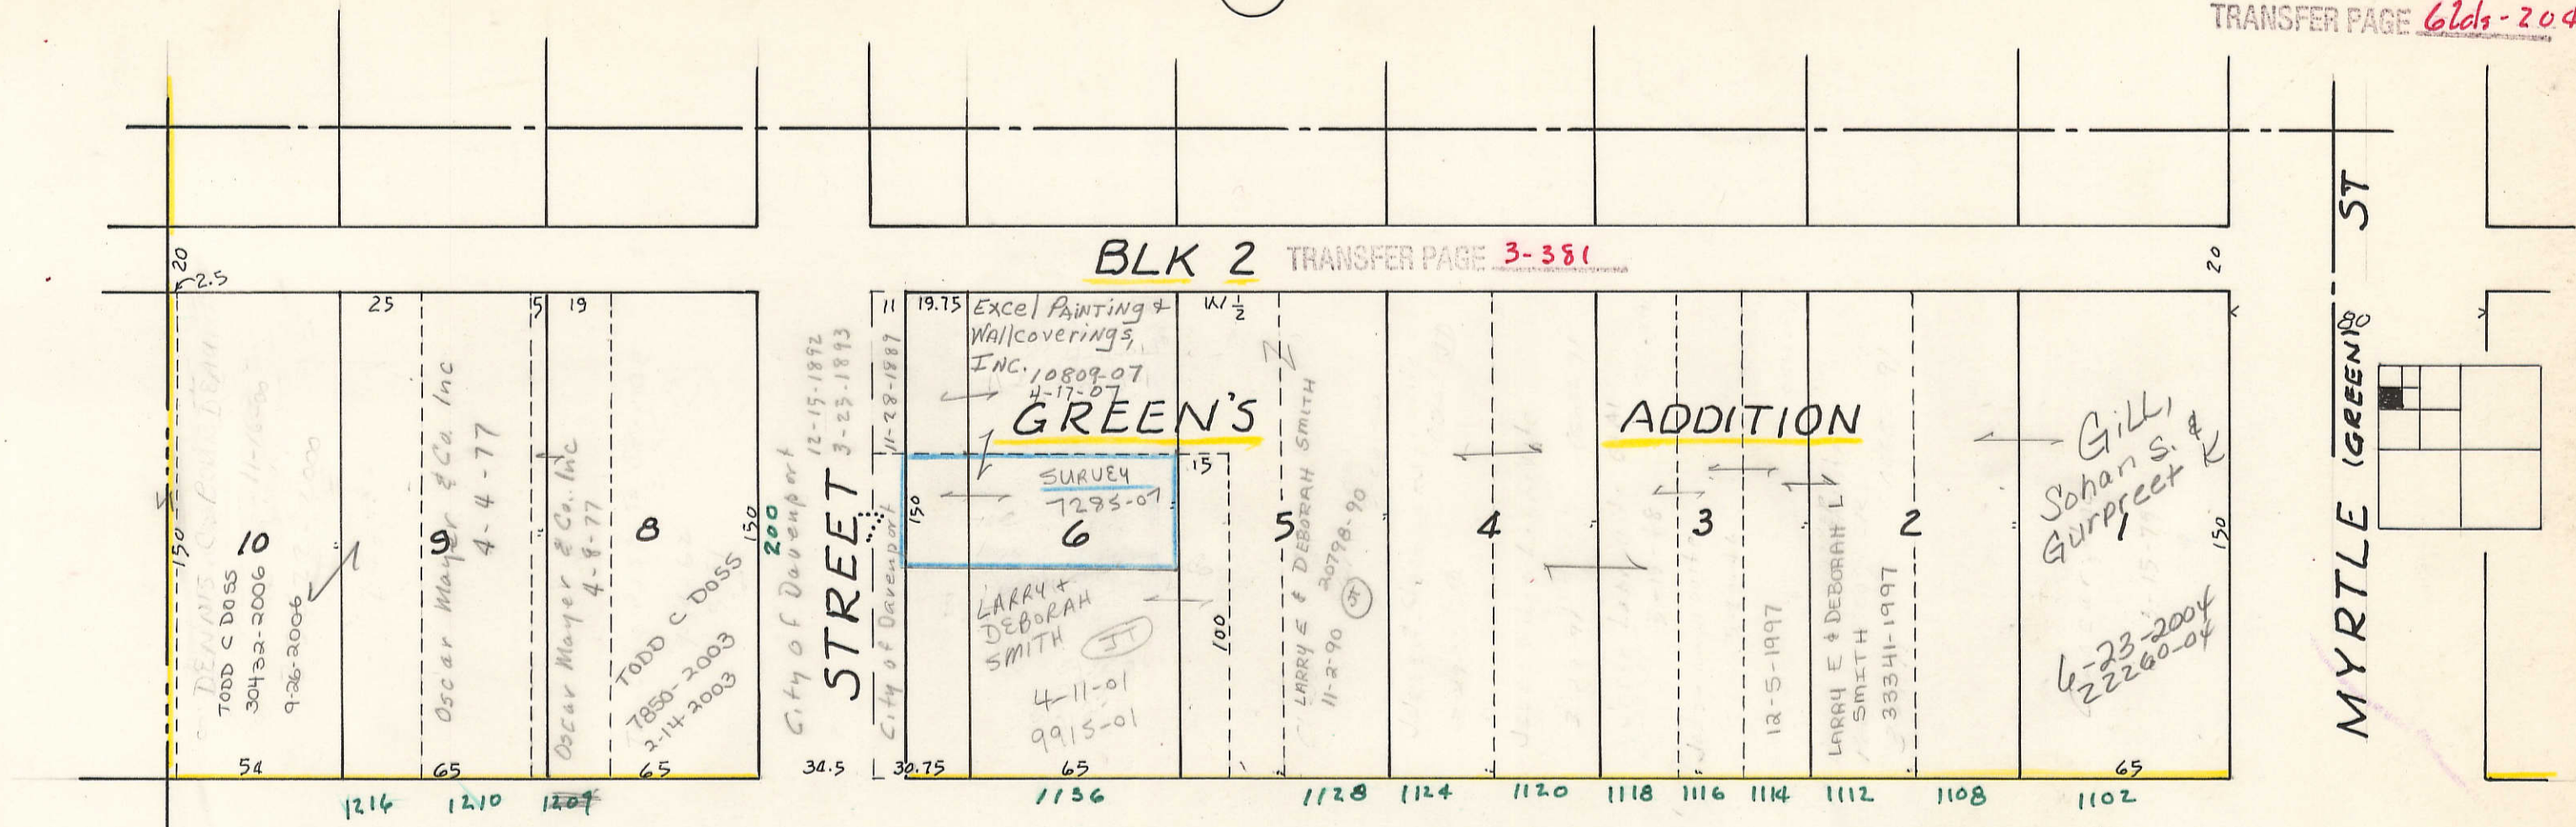 TRANSFER PAGE
BLK 2 TRANSFER PAGE 3-381
20
2.5
25
5
19
11
19.75
W 1/2
20
Excel Painting &
Wallcoverings,
INC. 10809-07
4-17-07
GREEN'S ADDITION
SURVEY
7285-07
15
150
10
9
8
6
5
4
3
2
1
150
150
200
150
TODD C DOSS
30432-2006
9-26-2006
Oscar Mayer & Co. Inc
4-4-77
Oscar Mayer & Co. Inc
4-8-77
TODD C DOSS
7850-2003
2-14-2003
City of Davenport
12-15-1892
3-23-1893
STREET
City of Davenport 11-28-1889
LARRY &
DEBORAH
SMITH JT
4-11-01
9915-01
100
LARRY E & DEBORAH SMITH
11-2-90 20798-90
JT
12-5-1997
LARRY E & DEBORAH L
SMITH
33341-1997
Gill,
Sohan S. &
Gurpreet K
6-23-2004
22260-04
80
MYRTLE (GREEN) ST
54
65
65
34.5
30.75
65
65
1216
1210
1209
1136
1128
1124
1120
1118
1116
1114
1112
1108
1102